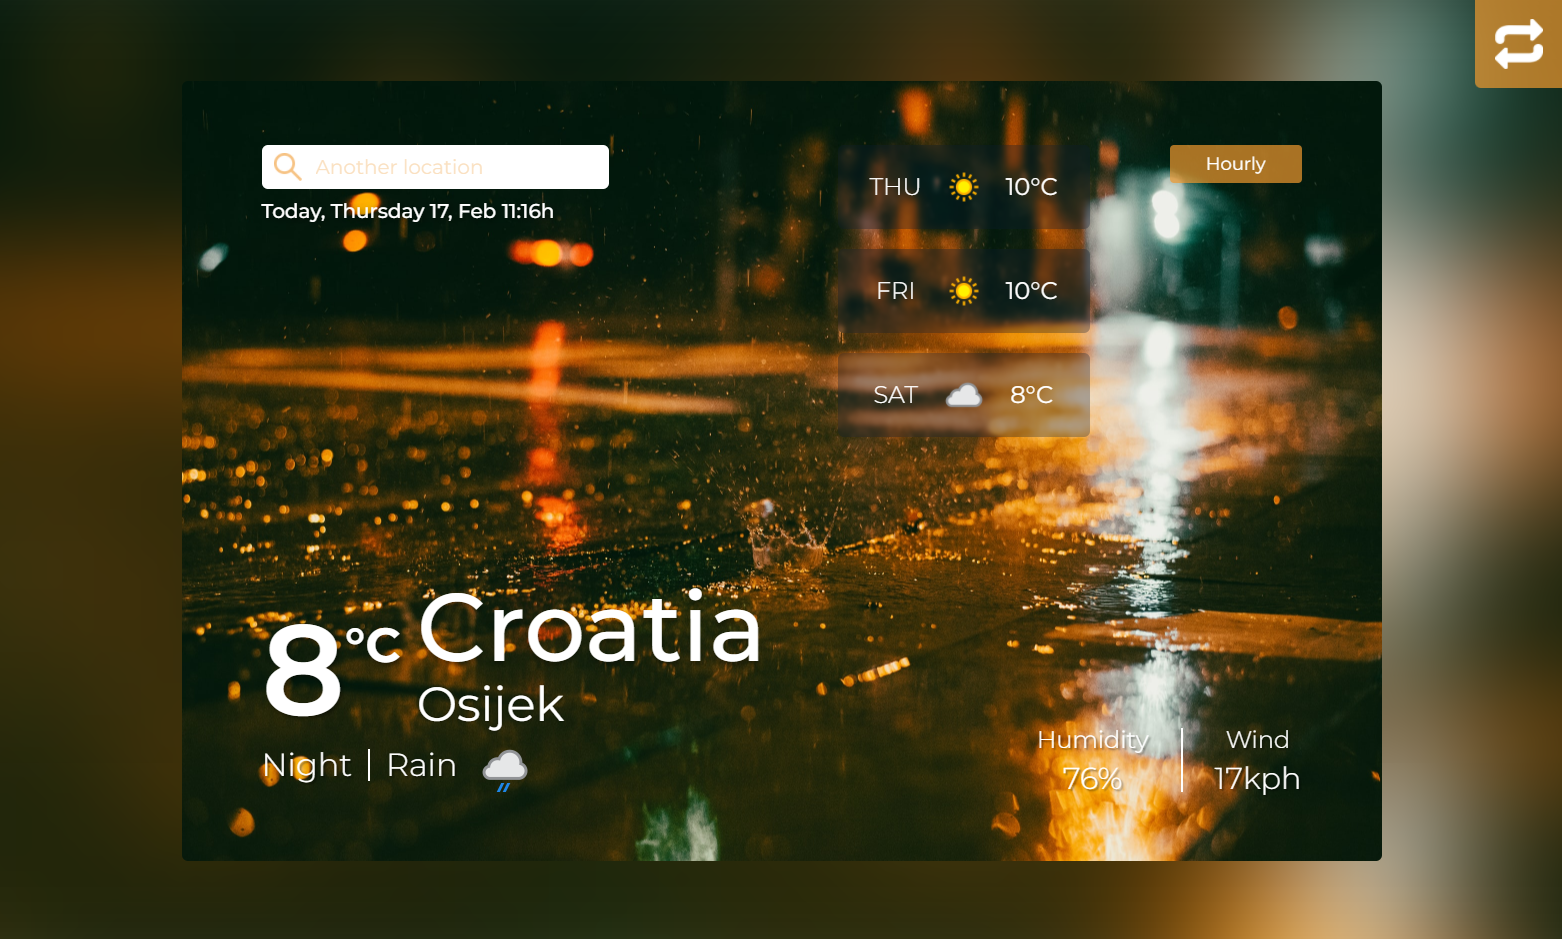 Another location
Today, Thursday 17, Feb 11:16h
THU 10°C
FRI 10°C
SAT 8°C
Hourly
8°C
Croatia
Osijek
Night | Rain
Humidity
76%
Wind
17kph